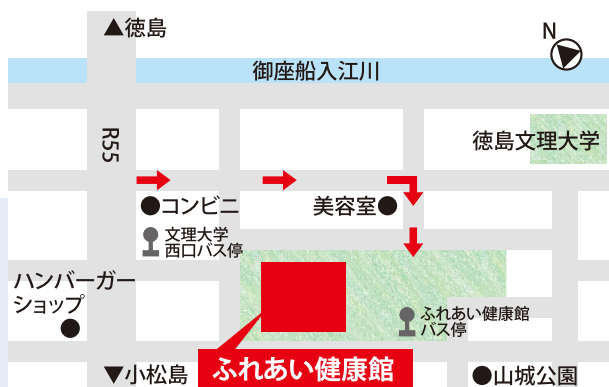 ▲徳島
N
御座船入江川
R55
徳島文理大学
●コンビニ
美容室●
文理大学
西口バス停
ハンバーガー
ショップ
ふれあい健康館
バス停
▼小松島
ふれあい健康館
●山城公園